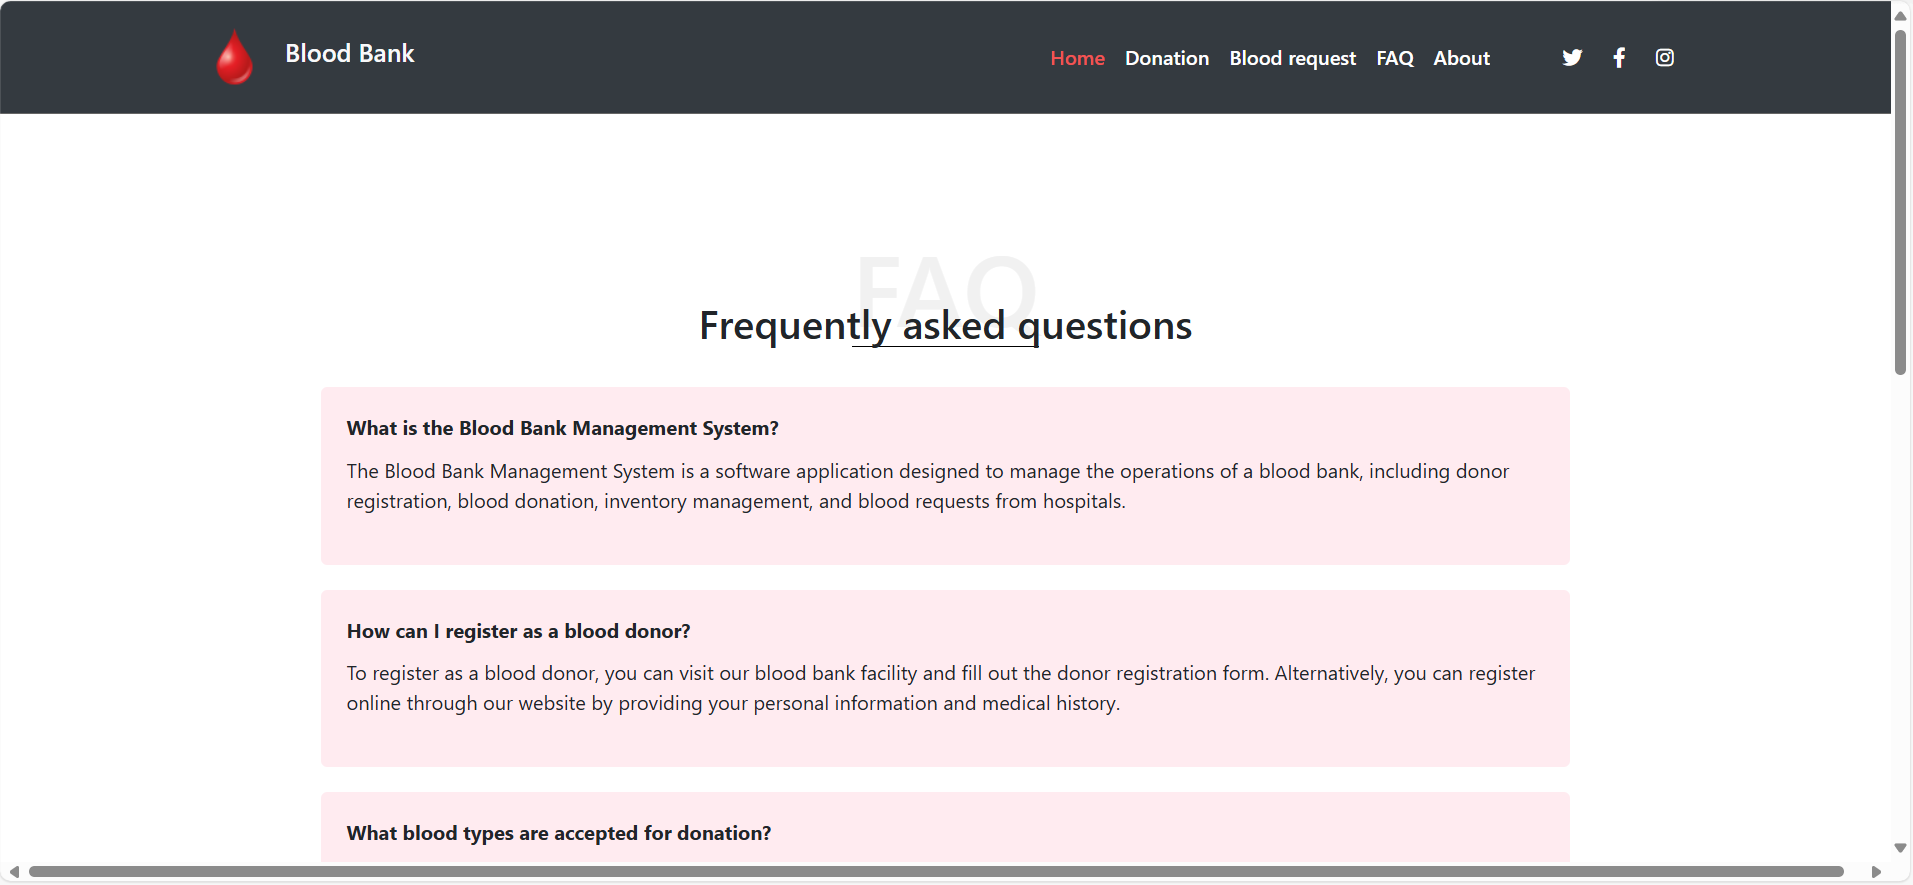 Blood Bank
Home Donation Blood request FAQ About
FAQ
Frequently asked questions
What is the Blood Bank Management System?
The Blood Bank Management System is a software application designed to manage the operations of a blood bank, including donor
registration, blood donation, inventory management, and blood requests from hospitals.
How can I register as a blood donor?
To register as a blood donor, you can visit our blood bank facility and fill out the donor registration form. Alternatively, you can register
online through our website by providing your personal information and medical history.
What blood types are accepted for donation?